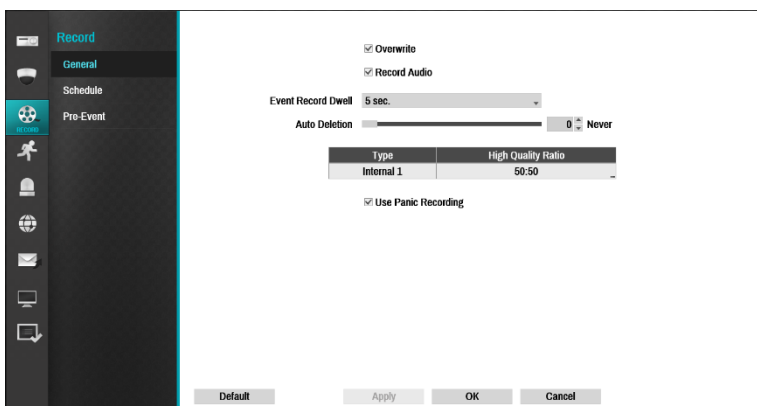 Record
General
Schedule
Pre-Event
RECORD
Overwrite
Record Audio
Event Record Dwell 5 sec.
Auto Deletion 0 Never
Type High Quality Ratio
Internal 1 50:50 ...
Use Panic Recording
Default Apply OK Cancel